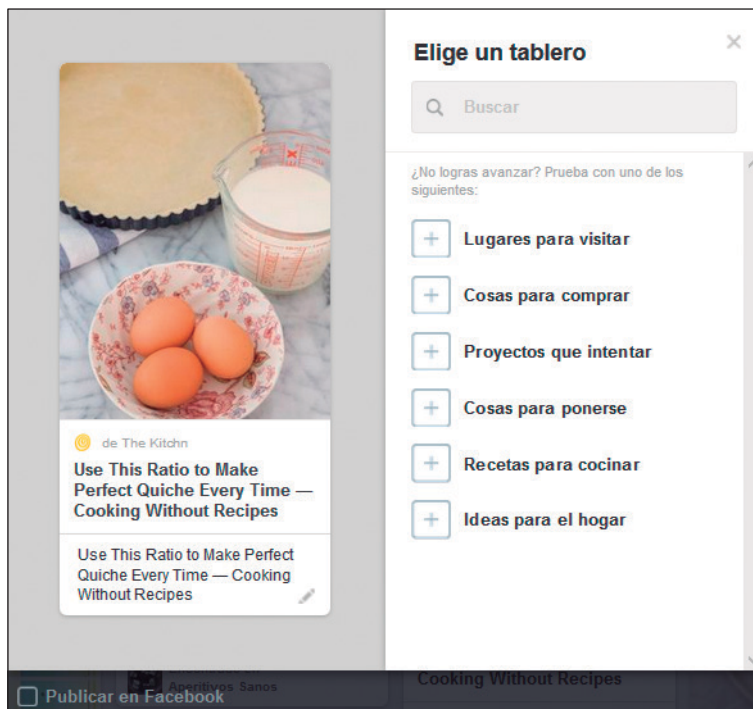 Elige un tablero
Buscar
¿No logras avanzar? Prueba con uno de los
siguientes:
Lugares para visitar
Cosas para comprar
Proyectos que intentar
Cosas para ponerse
Recetas para cocinar
Ideas para el hogar
de The Kitchn
Use This Ratio to Make
Perfect Quiche Every Time —
Cooking Without Recipes
Use This Ratio to Make Perfect
Quiche Every Time — Cooking
Without Recipes
Aperitivos Sanos
Cooking Without Recipes
Publicar en Facebook